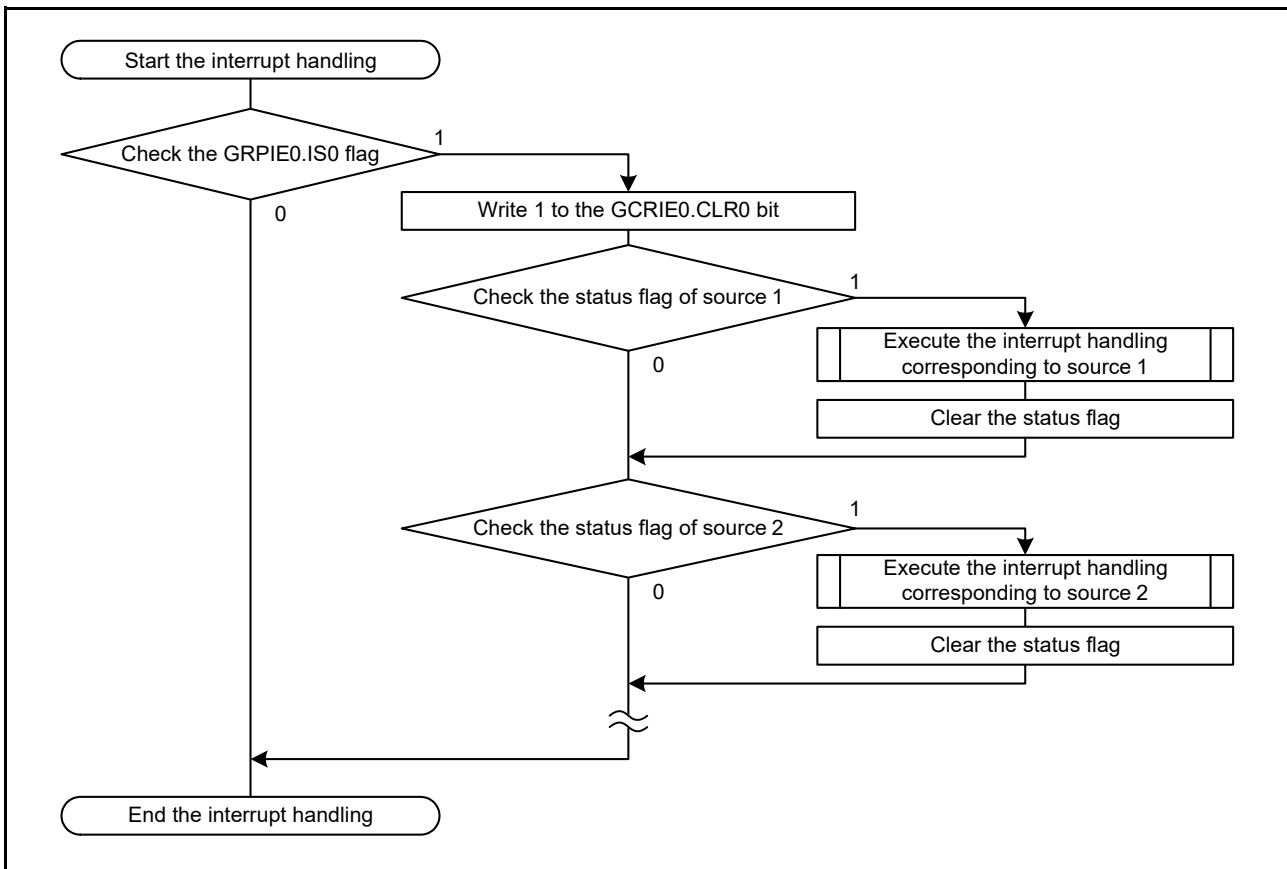 Start the interrupt handling
1
Check the GRPIE0.IS0 flag
0
Write 1 to the GCRIE0.CLR0 bit
1
Check the status flag of source 1
Execute the interrupt handling
corresponding to source 1
0
Clear the status flag
1
Check the status flag of source 2
Execute the interrupt handling
corresponding to source 2
0
Clear the status flag
End the interrupt handling